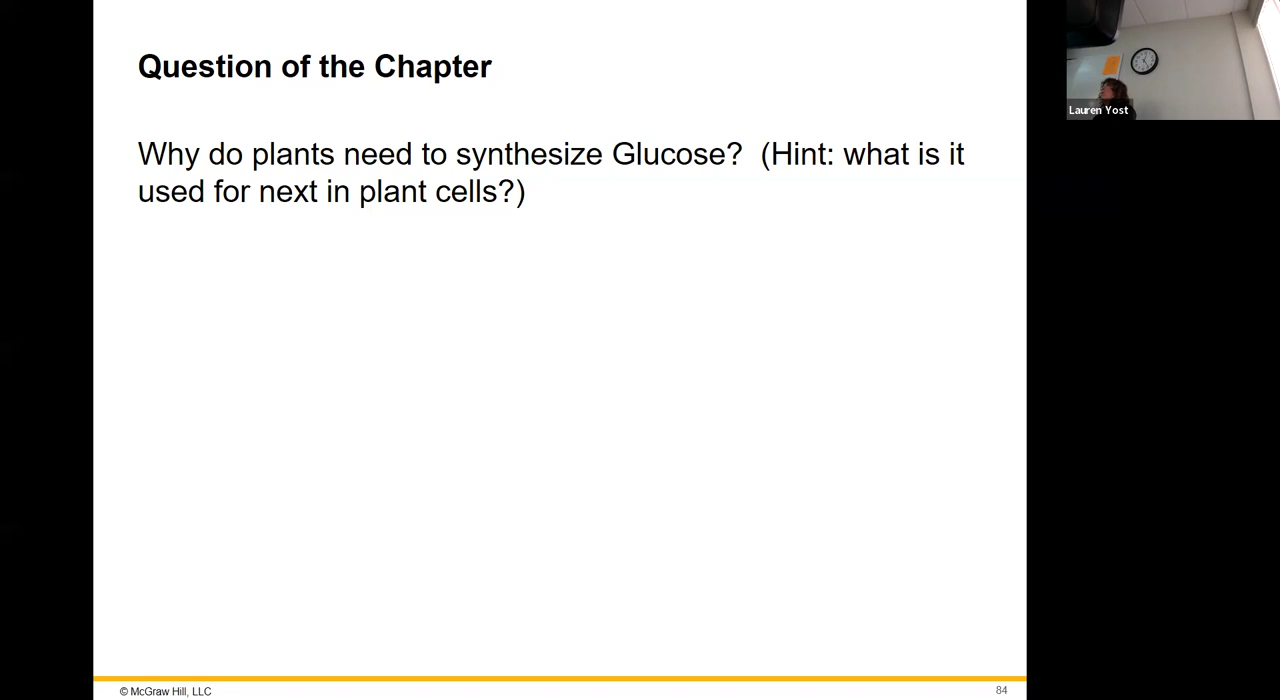 Question of the Chapter
Why do plants need to synthesize Glucose?  (Hint: what is it
used for next in plant cells?)
© McGraw Hill, LLC
84
Lauren Yost